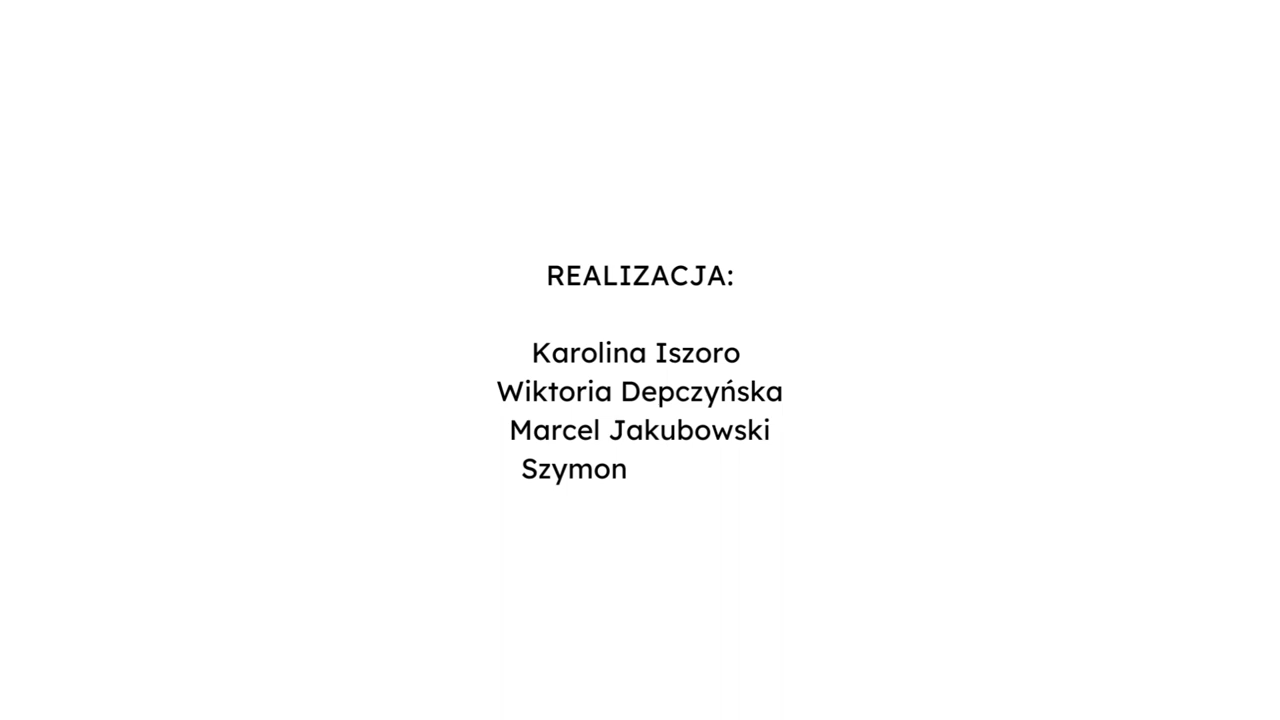 REALIZACJA:
Karolina Iszoro
Wiktoria Depczyńska
Marcel Jakubowski
Szymon